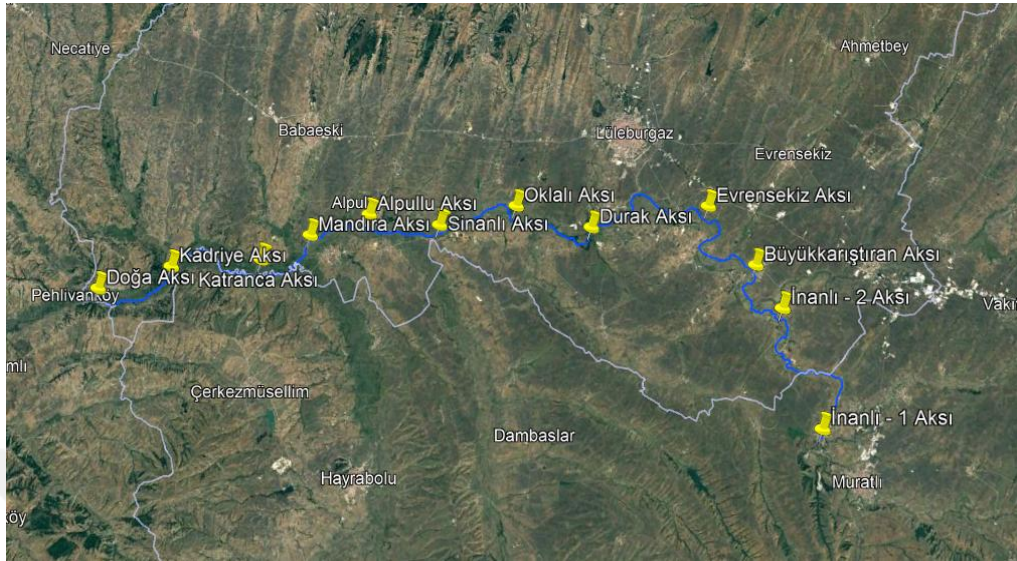 Necatiye
Ahmetbey
Babaeski
Lüleburgaz
Evrensekiz
Alpul
Alpullu Aksı
Oklalı Aksı
Evrensekiz Aksı
Mandıra Aksı
Sinanlı Aksı
Durak Aksı
Kadriye Aksı
Büyükkarıştıran Aksı
Doğa Aksı
Katranca Aksı
Pehlivanköy
İnanlı - 2 Aksı
Vakıf
mlı
Çerkezmüsellim
İnanlı - 1 Aksı
Dambaslar
Hayrabolu
Muratlı
köy